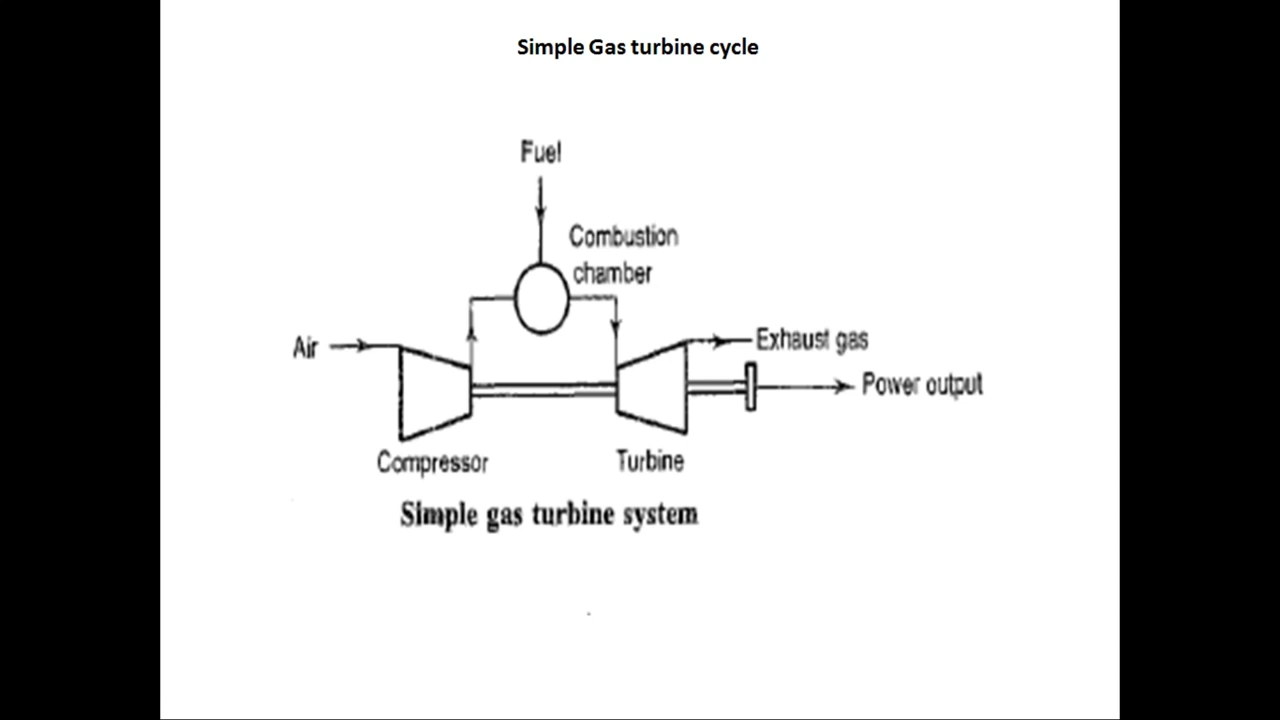 Simple Gas turbine cycle
Fuel
Combustion
chamber
Air
Exhaust gas
Power output
Compressor
Turbine
Simple gas turbine system